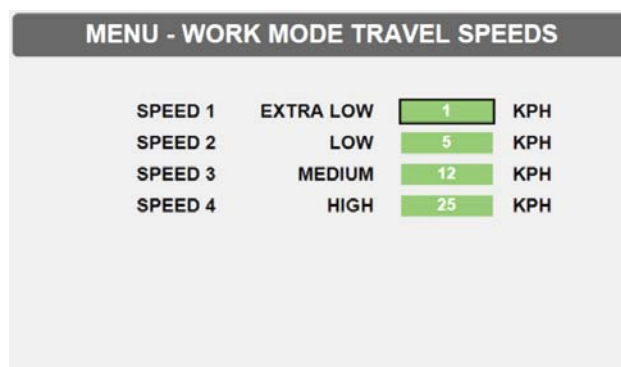 MENU - WORK MODE TRAVEL SPEEDS
SPEED 1 EXTRA LOW 1 KPH
SPEED 2 LOW 5 KPH
SPEED 3 MEDIUM 12 KPH
SPEED 4 HIGH 25 KPH